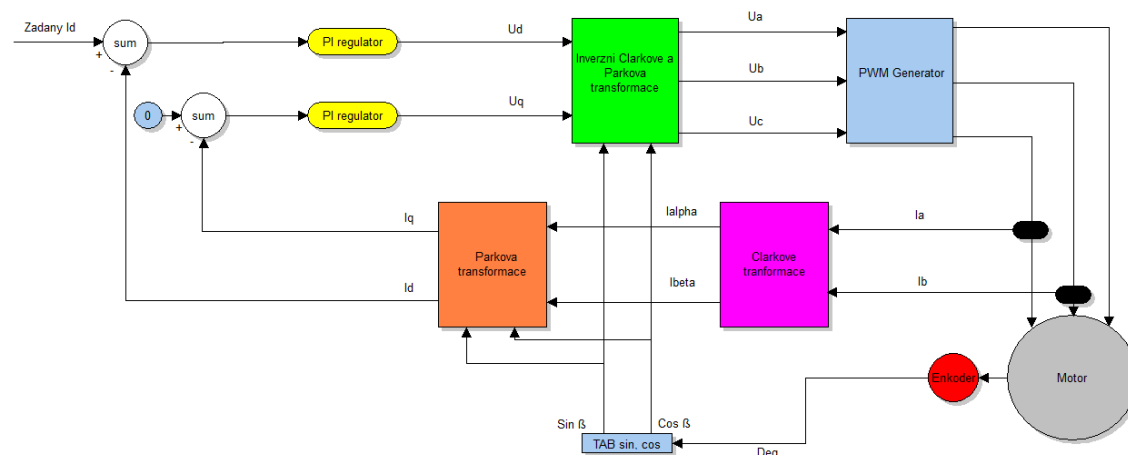 Zadany Id
sum
+
-
PI regulator
Ud
Inverzni Clarkove a
Parkova
transformace
Ua
PWM Generator
Ub
Uc
0
sum
+
-
PI regulator
Uq
Iq
Id
Parkova
transformace
Ialpha
Ibeta
Clarkove
tranformace
Ia
Ib
Motor
Enkoder
Sin ß
Cos ß
TAB sin, cos
Deg